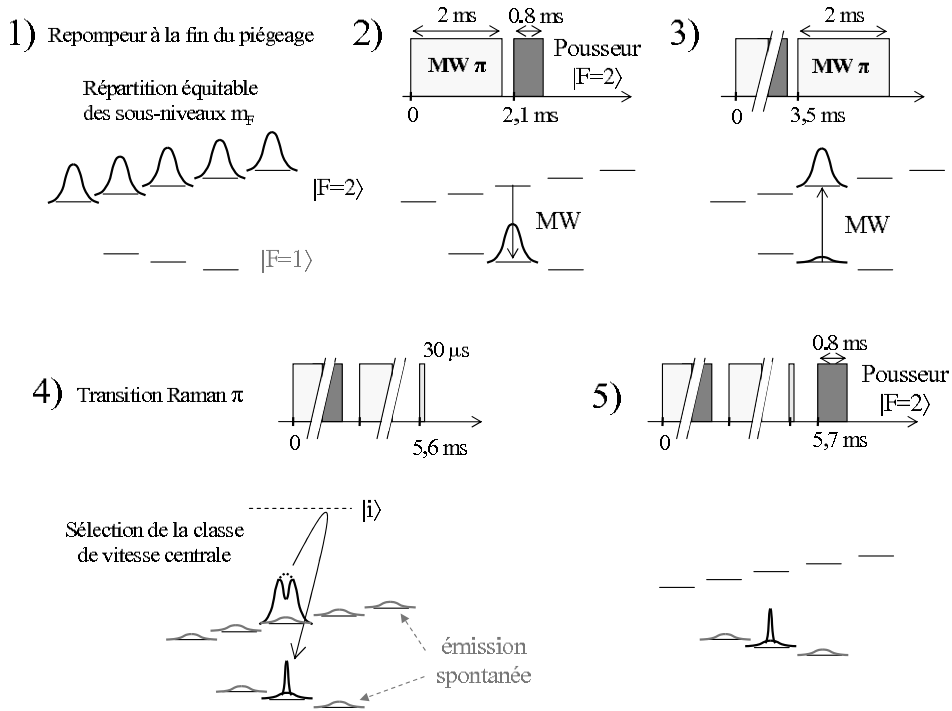 1) Repompeur à la fin du piégeage
Répartition équitable
des sous-niveaux mF
|F=2⟩
|F=1⟩
2)
2 ms
0.8 ms
MW π
Pousseur
|F=2⟩
0
2,1 ms
MW
3)
2 ms
MW π
0
3,5 ms
MW
4) Transition Raman π
30 μs
0
5,6 ms
|i⟩
Sélection de la classe
de vitesse centrale
émission
spontanée
5)
0.8 ms
Pousseur
|F=2⟩
0
5,7 ms